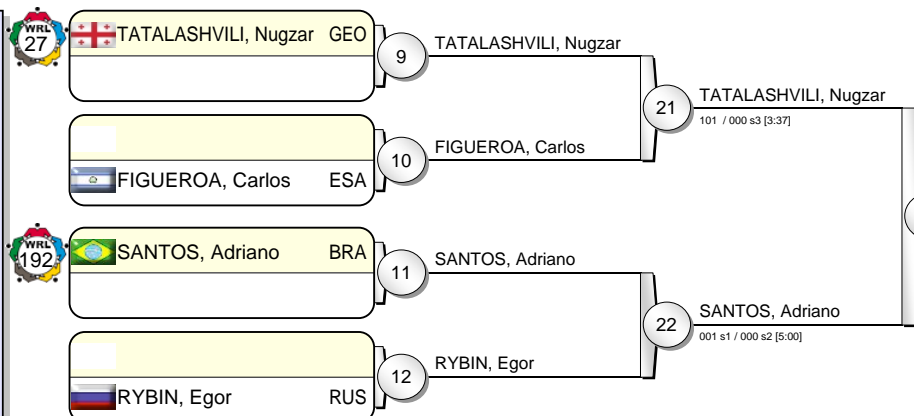 WRL
27
TATALASHVILI, Nugzar GEO
9
TATALASHVILI, Nugzar
21
TATALASHVILI, Nugzar
101 / 000 s3 [3:37]
10
FIGUEROA, Carlos
FIGUEROA, Carlos ESA
WRL
192
SANTOS, Adriano BRA
11
SANTOS, Adriano
22
SANTOS, Adriano
001 s1 / 000 s2 [5:00]
12
RYBIN, Egor
RYBIN, Egor RUS